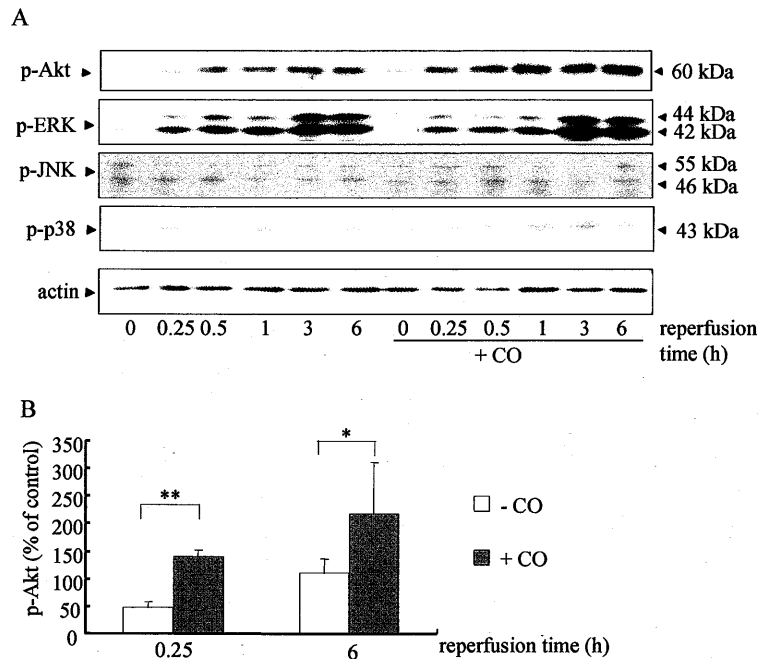 A
p-Akt 60 kDa
p-ERK 44 kDa
42 kDa
p-JNK 55 kDa
46 kDa
p-p38 43 kDa
actin
0 0.25 0.5 1 3 6 0 0.25 0.5 1 3 6 reperfusion
time (h)
+ CO
B
p-Akt (% of control)
350
300
250
200
150
100
50
0
**
*
- CO
+ CO
0.25 6 reperfusion time (h)